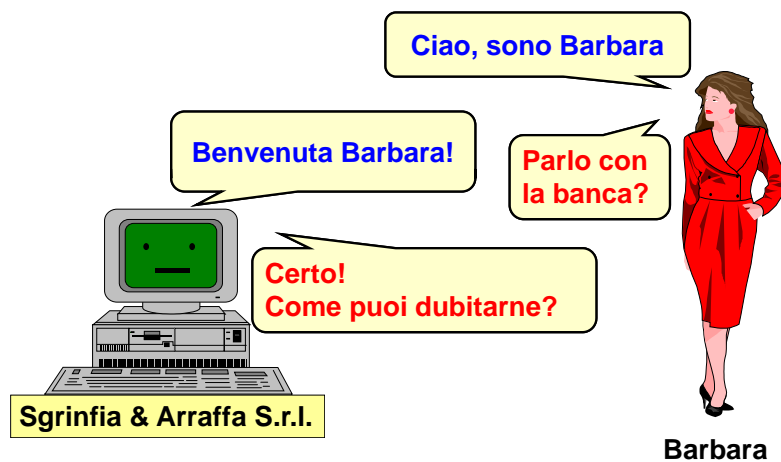 Ciao, sono Barbara
Benvenuta Barbara!
Parlo con
la banca?
Certo!
Come puoi dubitarne?
Sgrinfia & Arraffa S.r.l.
Barbara